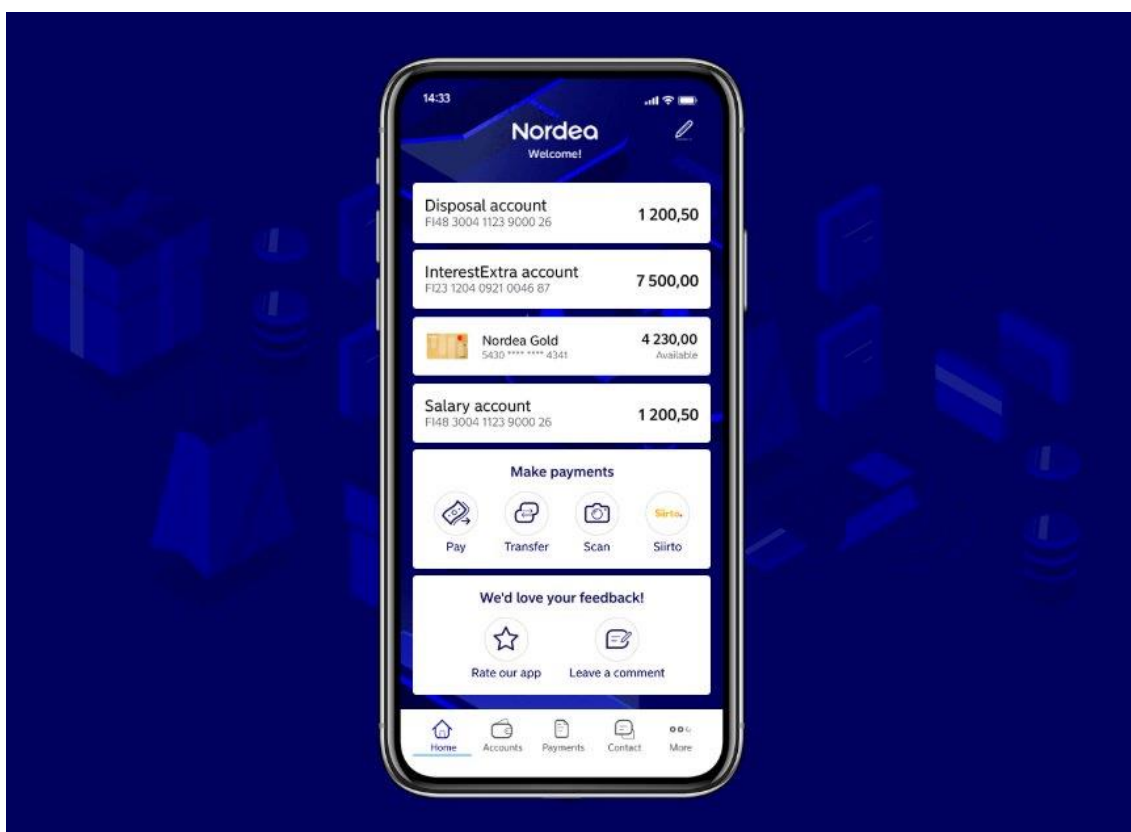 14:33
Nordea
Welcome!
Disposal account
FI48 3004 1123 9000 26
1 200,50
InterestExtra account
FI23 1204 0921 0046 87
7 500,00
Nordea Gold
5430 **** **** 4341
4 230,00
Available
Salary account
FI48 3004 1123 9000 26
1 200,50
Make payments
Siirto.
Pay Transfer Scan Siirto
We'd love your feedback!
Rate our app Leave a comment
Home Accounts Payments Contact More